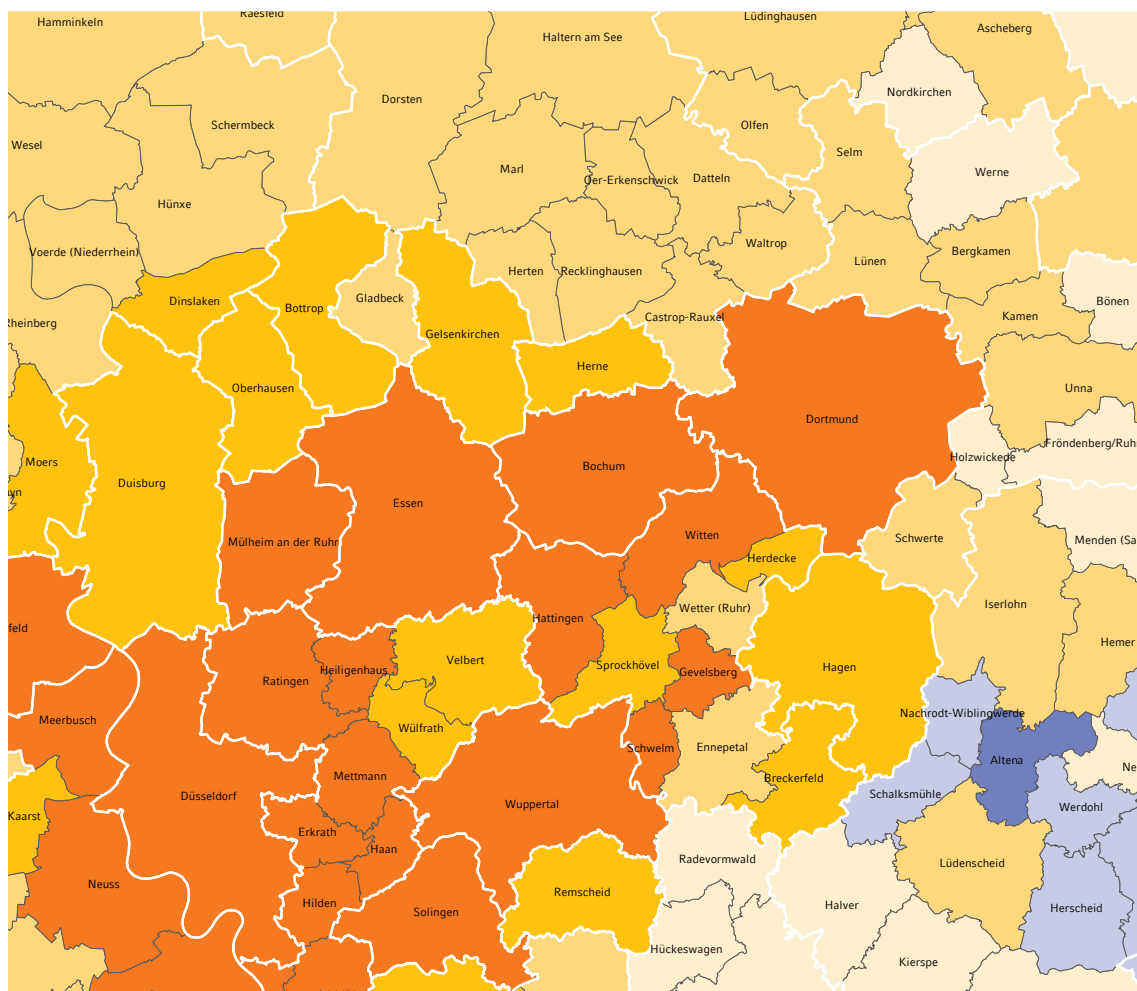 Hamminkeln
Raesfeld
Lüdinghausen
Ascheberg
Haltern am See
Dorsten
Nordkirchen
Schermbeck
Olfen
Wesel
Selm
Marl
Oer-Erkenschwick
Datteln
Werne
Hünxe
Voerde (Niederrhein)
Waltrop
Bergkamen
Lünen
Herten
Recklinghausen
Dinslaken
Gladbeck
Bottrop
Bönen
Rheinberg
Castrop-Rauxel
Kamen
Gelsenkirchen
Herne
Oberhausen
Unna
Dortmund
Fröndenberg/Ruhr
Moers
Bochum
Holzwickede
Duisburg
Essen
Witten
Schwerte
Menden (Sa
Mülheim an der Ruhr
Herdecke
Wetter (Ruhr)
Iserlohn
Hattingen
feld
Hemer
Velbert
Sprockhövel
Hagen
Heiligenhaus
Gevelsberg
Ratingen
Nachrodt-Wiblingwerde
Meerbusch
Wülfrath
Schwelm
Ennepetal
Altena
Ne
Mettmann
Breckerfeld
Düsseldorf
Schalksmühle
Wuppertal
Werdohl
Kaarst
Erkrath
Haan
Radevormwald
Lüdenscheid
Neuss
Remscheid
Hilden
Halver
Herscheid
Solingen
Hückeswagen
Kierspe